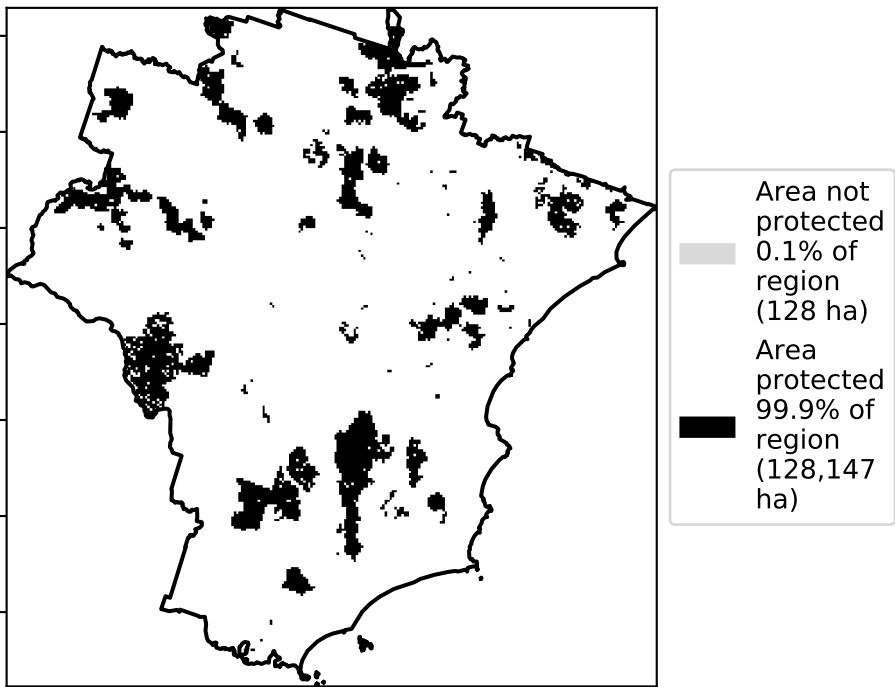 Area not
protected
0.1% of
region
(128 ha)
Area
protected
99.9% of
region
(128,147
ha)